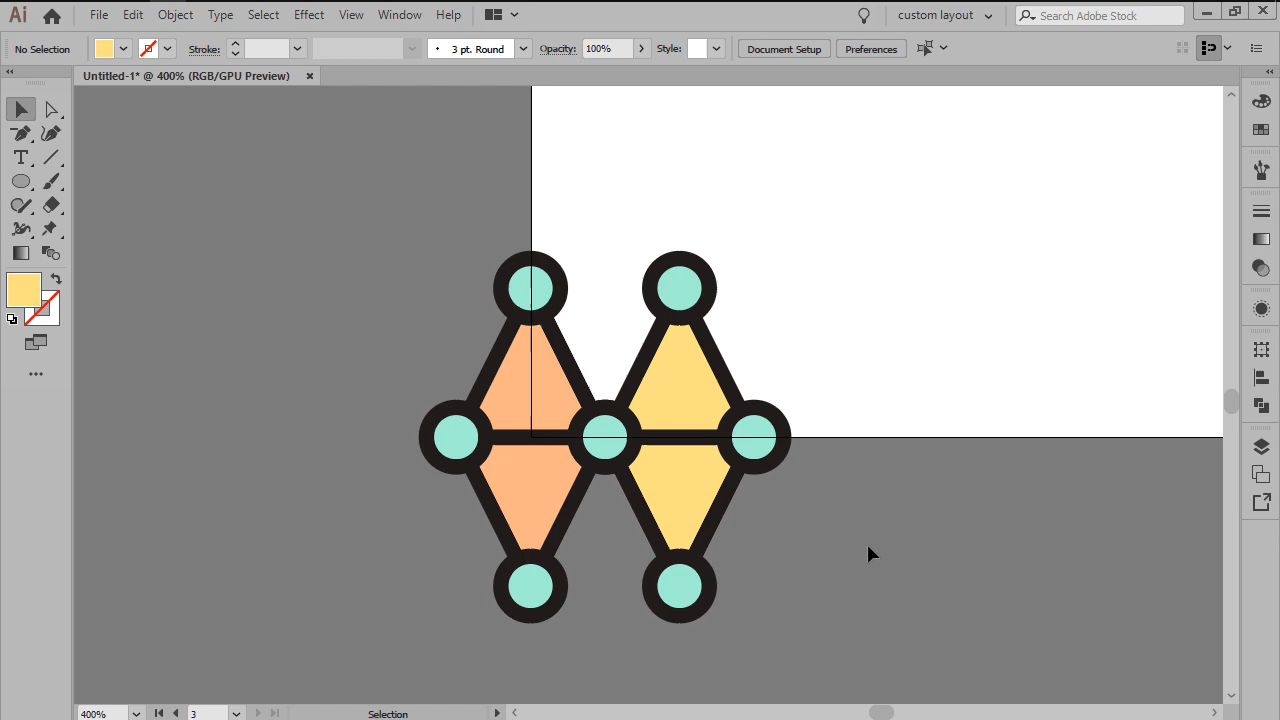 Ai File Edit Object Type Select Effect View Window Help custom layout Search Adobe Stock
No Selection Stroke: 3 pt. Round Opacity: 100% Style: Document Setup Preferences
Untitled-1* @ 400% (RGB/GPU Preview)
400% 3 Selection